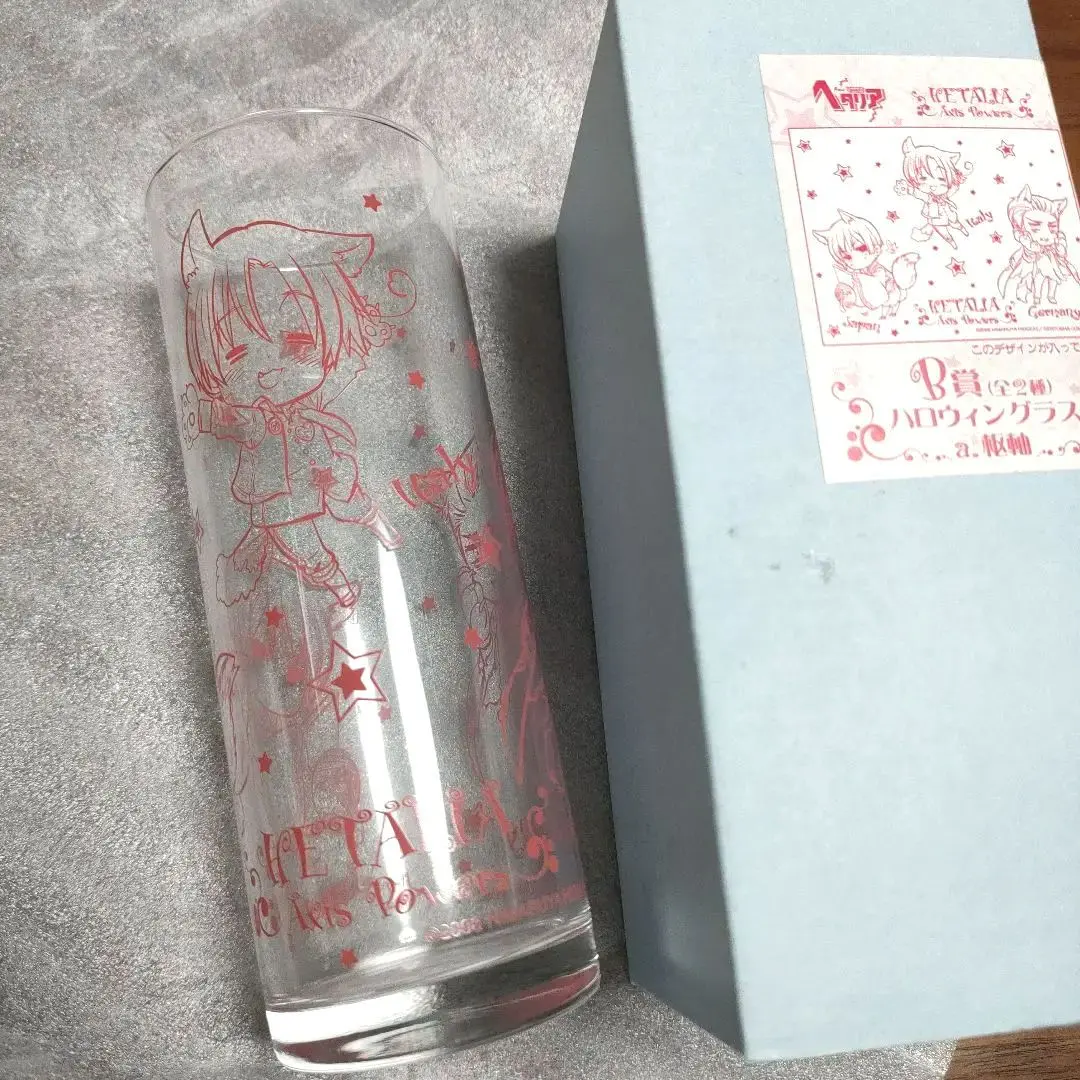 Italy
HETALIA
Axis Powers
ヘタリア
HETALIA
Axis Powers
Italy
Japan
HETALIA
Axis Powers
Germany
このデザインが入って
B賞(全2種)
ハロウィングラス
a.枢軸